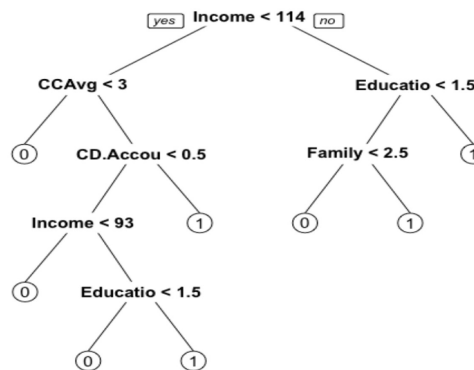 yes Income < 114 no
CCAvg < 3 Educatio < 1.5
0 CD.Accou < 0.5 Family < 2.5 1
Income < 93 1 0 1
0 Educatio < 1.5
0 1